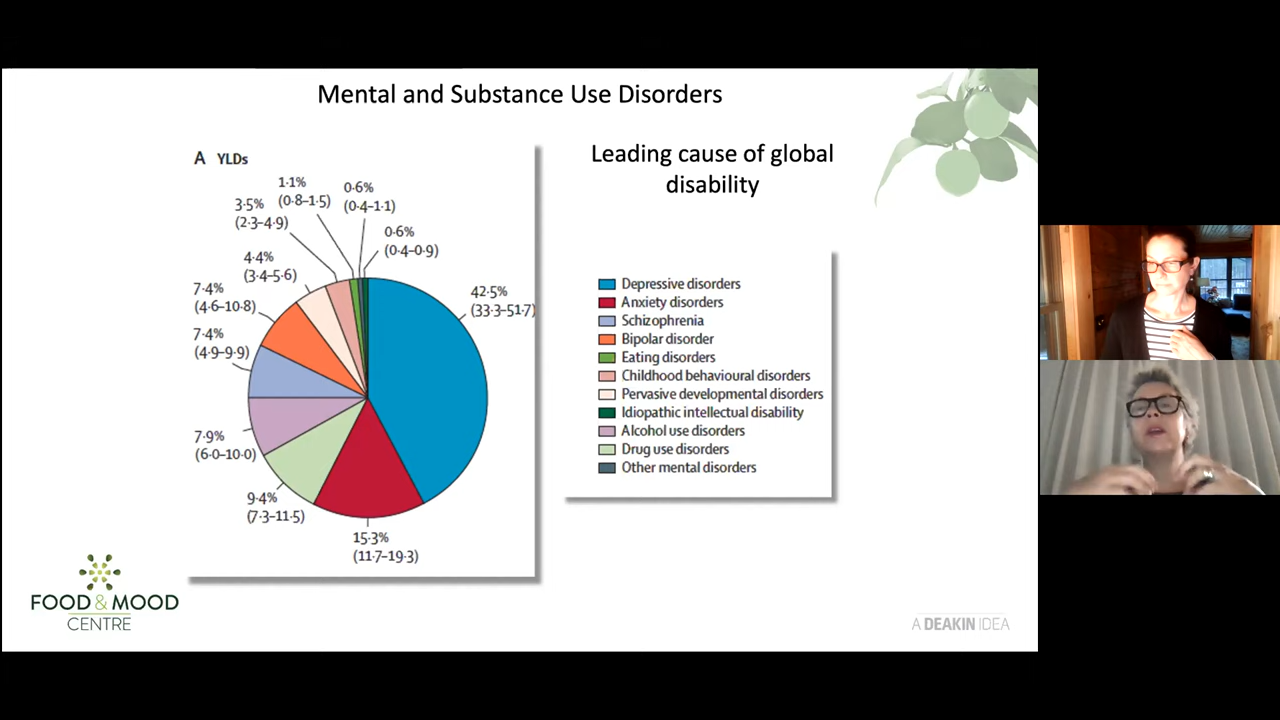 Mental and Substance Use Disorders
Leading cause of global
disability
A YLDs
1·1%
(0·8–1·5)
0·6%
(0·4–1·1)
3·5%
(2·3–4·9)
0·6%
(0·4–0·9)
4·4%
(3·4–5·6)
7·4%
(4·6–10·8)
42·5%
(33·3–51·7)
7·4%
(4·9–9·9)
7·9%
(6·0–10·0)
9·4%
(7·3–11·5)
15·3%
(11·7–19·3)
Depressive disorders
Anxiety disorders
Schizophrenia
Bipolar disorder
Eating disorders
Childhood behavioural disorders
Pervasive developmental disorders
Idiopathic intellectual disability
Alcohol use disorders
Drug use disorders
Other mental disorders
FOOD & MOOD
CENTRE
A DEAKIN IDEA